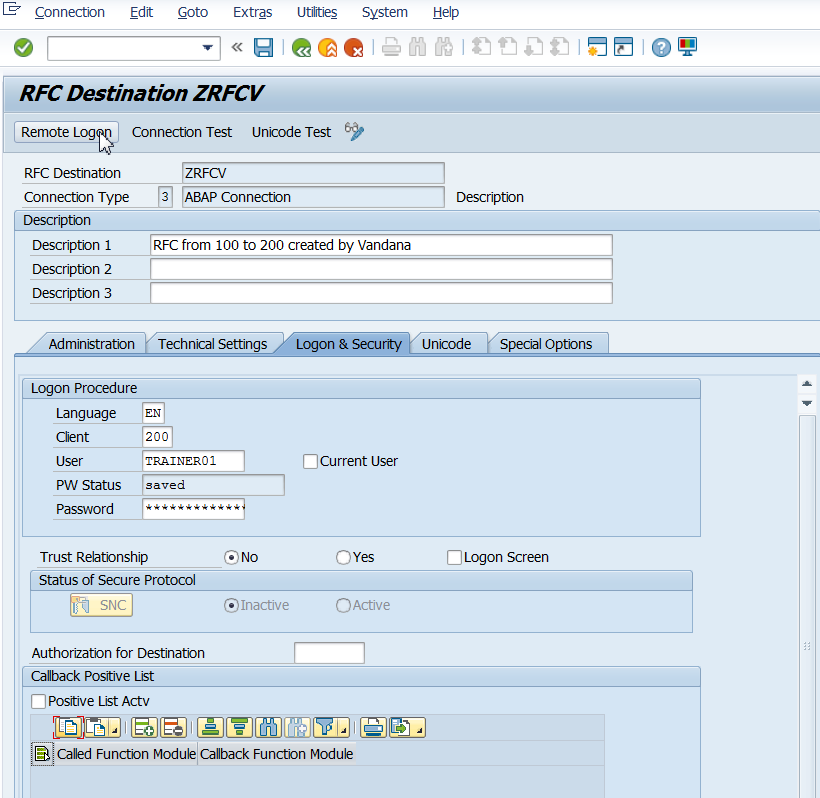 Connection Edit Goto Extras Utilities System Help
RFC Destination ZRFCV
Remote Logon Connection Test Unicode Test
RFC Destination ZRFCV
Connection Type 3 ABAP Connection Description
Description
Description 1 RFC from 100 to 200 created by Vandana
Description 2
Description 3
Administration Technical Settings Logon & Security Unicode Special Options
Logon Procedure
Language EN
Client 200
User TRAINER01 Current User
PW Status saved
Password *************
Trust Relationship No Yes Logon Screen
Status of Secure Protocol
SNC Inactive Active
Authorization for Destination
Callback Positive List
Positive List Actv
Called Function Module Callback Function Module